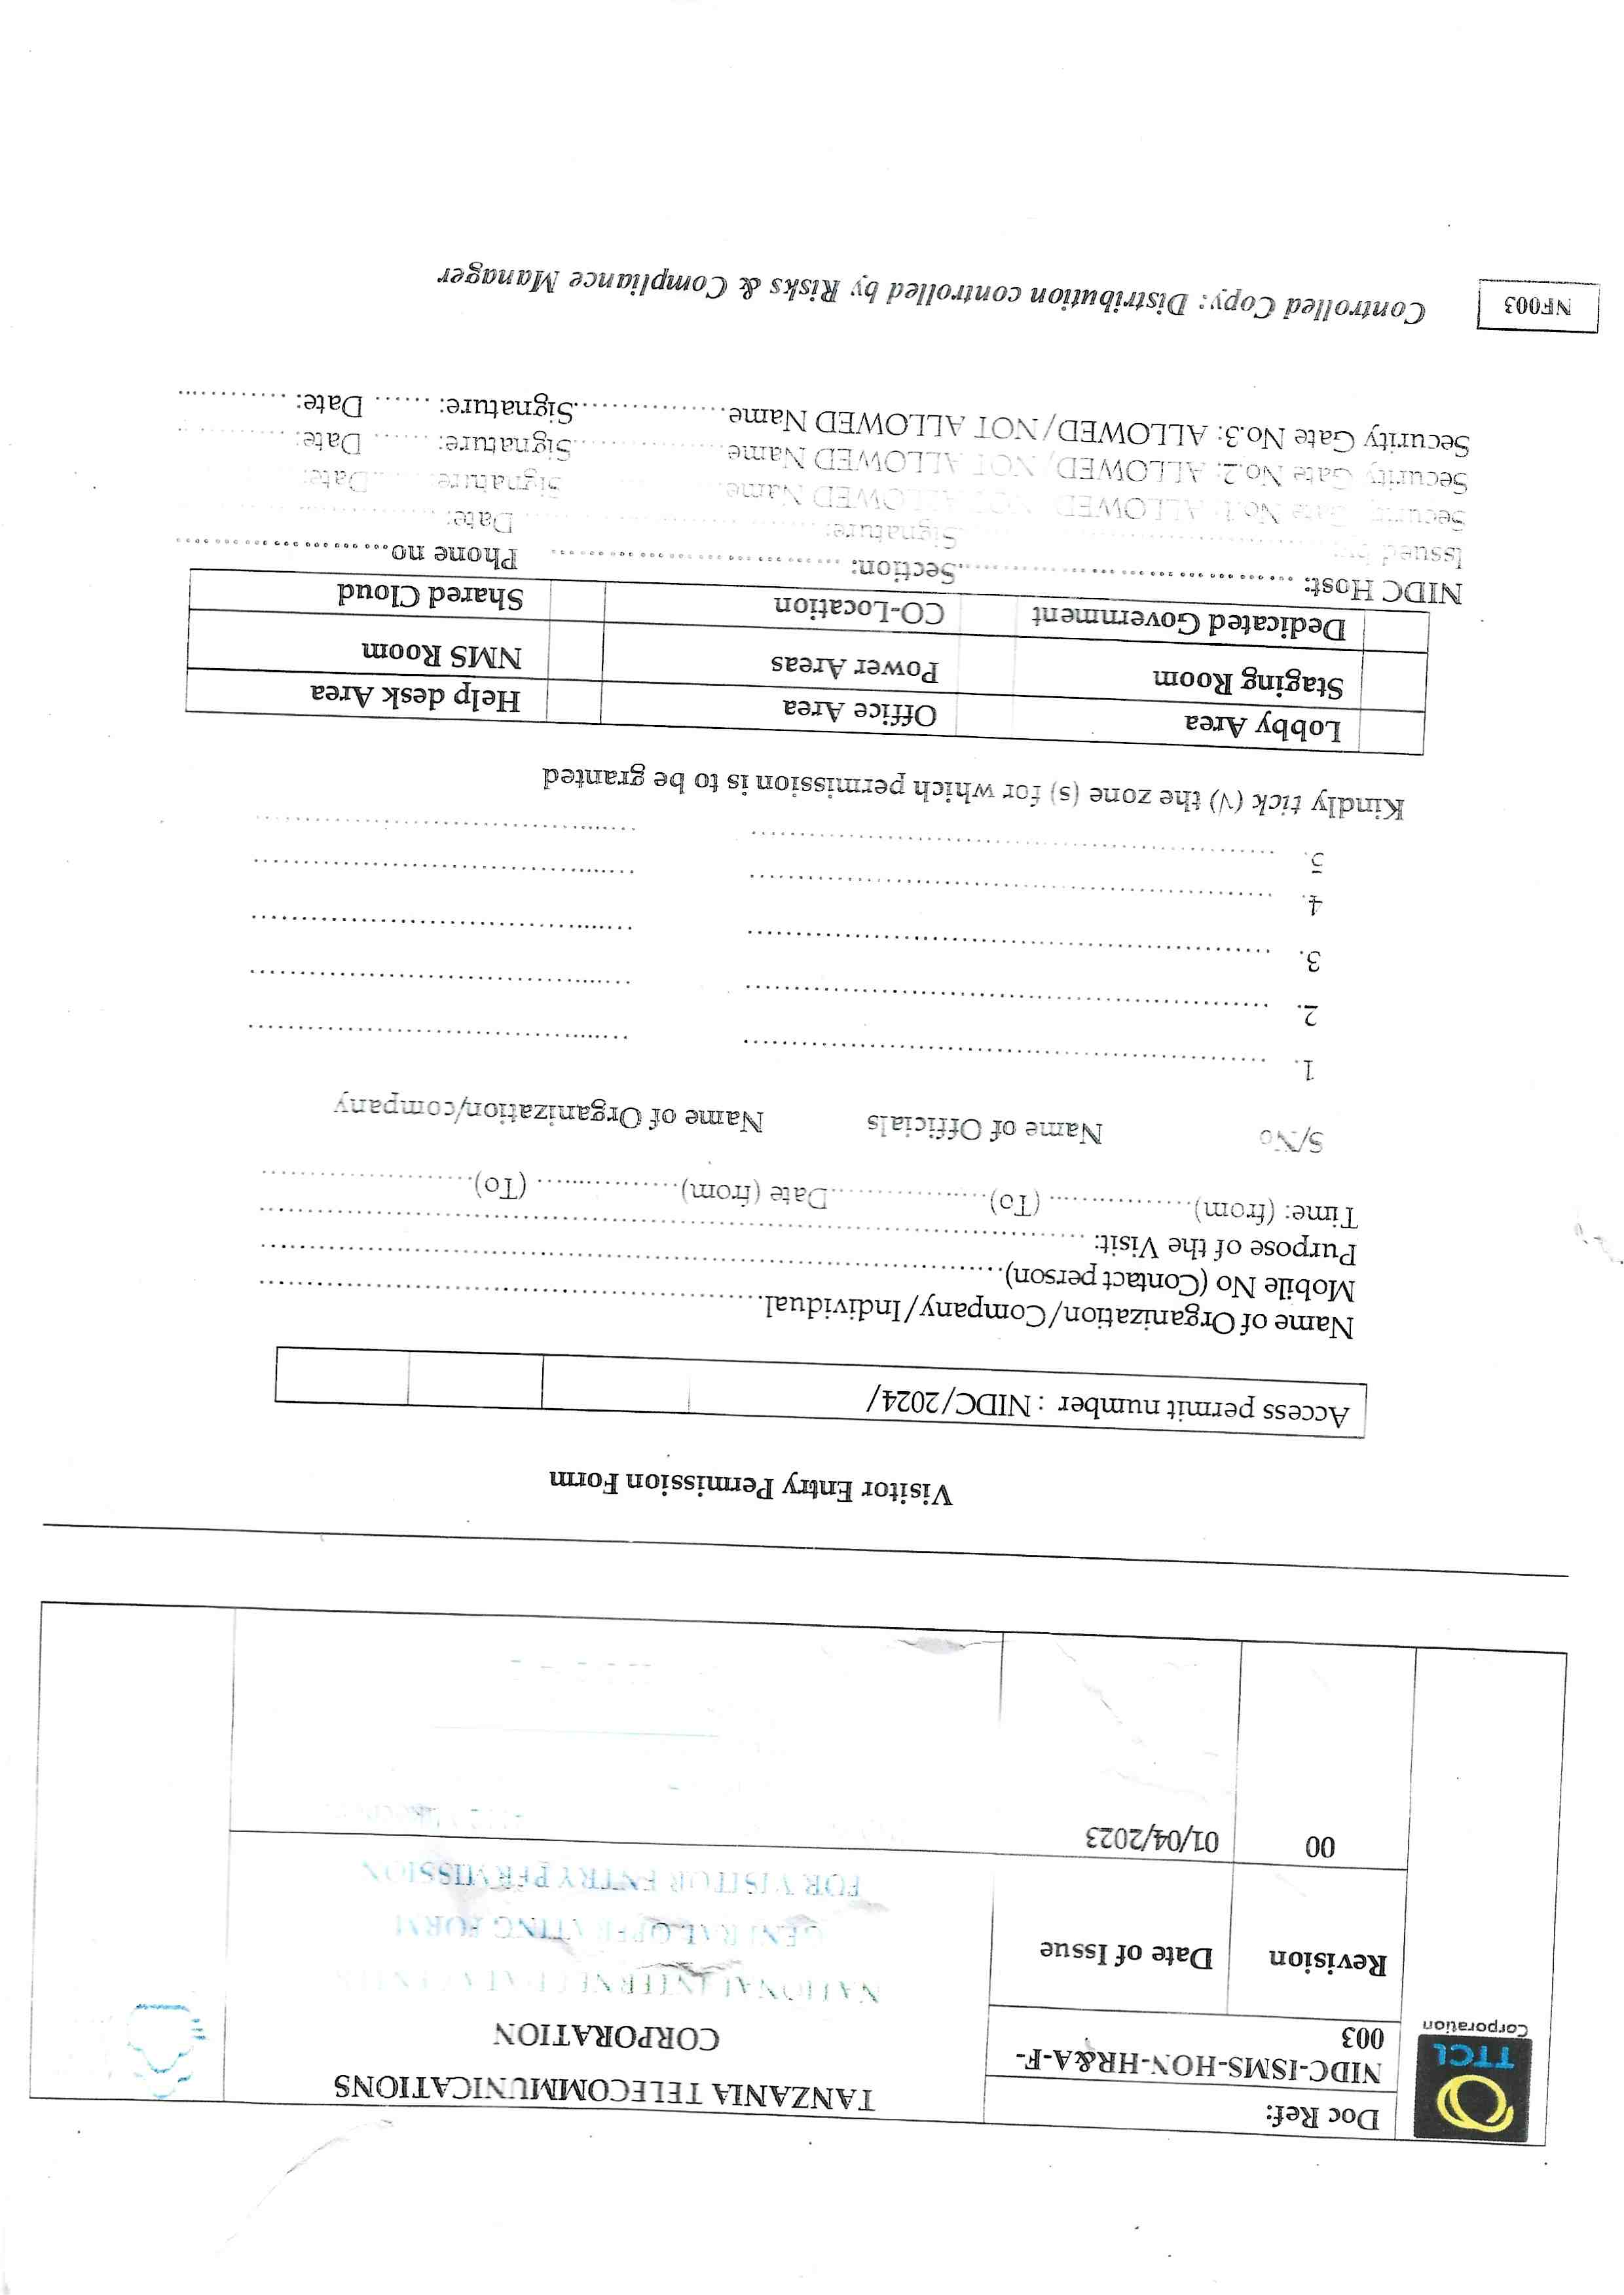 TTCL
Corporation
Doc Ref:
NIDC-ISMS-HON-HR&A-F-
003
Revision
Date of Issue
00
01/04/2023
TANZANIA TELECOMMUNICATIONS
CORPORATION
NATIONAL INTERNET DATA CENTER
GENERAL OPERATING FORM
FOR VISITOR ENTRY PERMISSION
Visitor Entry Permission Form
Access permit number : NIDC/2024/
Name of Organization/Company/Individual..........
Mobile No (Contact person)..........
Purpose of the Visit: ..........
Time: (from).......... (To)..........Date (from).......... (To)..........
S/No Name of Officials Name of Organization/company
1. .......... ..........
2. .......... ..........
3. .......... ..........
4. .......... ..........
5. .......... ..........
Kindly tick (√) the zone (s) for which permission is to be granted
Lobby Area Office Area Help desk Area
Staging Room Power Areas NMS Room
Dedicated Government CO-Location Shared Cloud
NIDC Host: ..........Section: .......... Phone no..........
Issued by: .......... Signature: .......... Date: ..........
Security Gate No.1: ALLOWED/ NOT ALLOWED Name.......... Signature: ......Date: ..........
Security Gate No.2: ALLOWED/ NOT ALLOWED Name..........Signature: ...... Date: ..........
Security Gate No.3: ALLOWED/NOT ALLOWED Name..........Signature: ...... Date: ..........
NF003
Controlled Copy: Distribution controlled by Risks & Compliance Manager